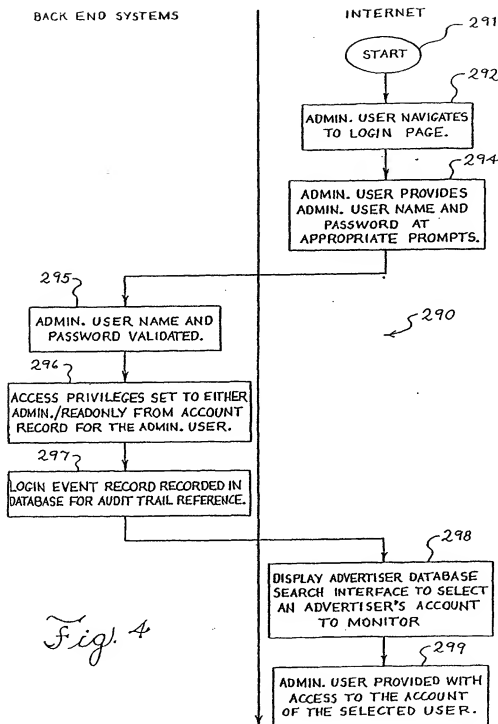 BACK END SYSTEMS
INTERNET
291
START
292
ADMIN. USER NAVIGATES
TO LOGIN PAGE.
294
ADMIN. USER PROVIDES
ADMIN. USER NAME AND
PASSWORD AT
APPROPRIATE PROMPTS.
295
ADMIN. USER NAME AND
PASSWORD VALIDATED.
290
296
ACCESS PRIVILEGES SET TO EITHER
ADMIN./READONLY FROM ACCOUNT
RECORD FOR THE ADMIN. USER.
297
LOGIN EVENT RECORD RECORDED IN
DATABASE FOR AUDIT TRAIL REFERENCE.
298
DISPLAY ADVERTISER DATABASE
SEARCH INTERFACE TO SELECT
AN ADVERTISER'S ACCOUNT
TO MONITOR
299
ADMIN. USER PROVIDED WITH
ACCESS TO THE ACCOUNT
OF THE SELECTED USER.
Fig. 4